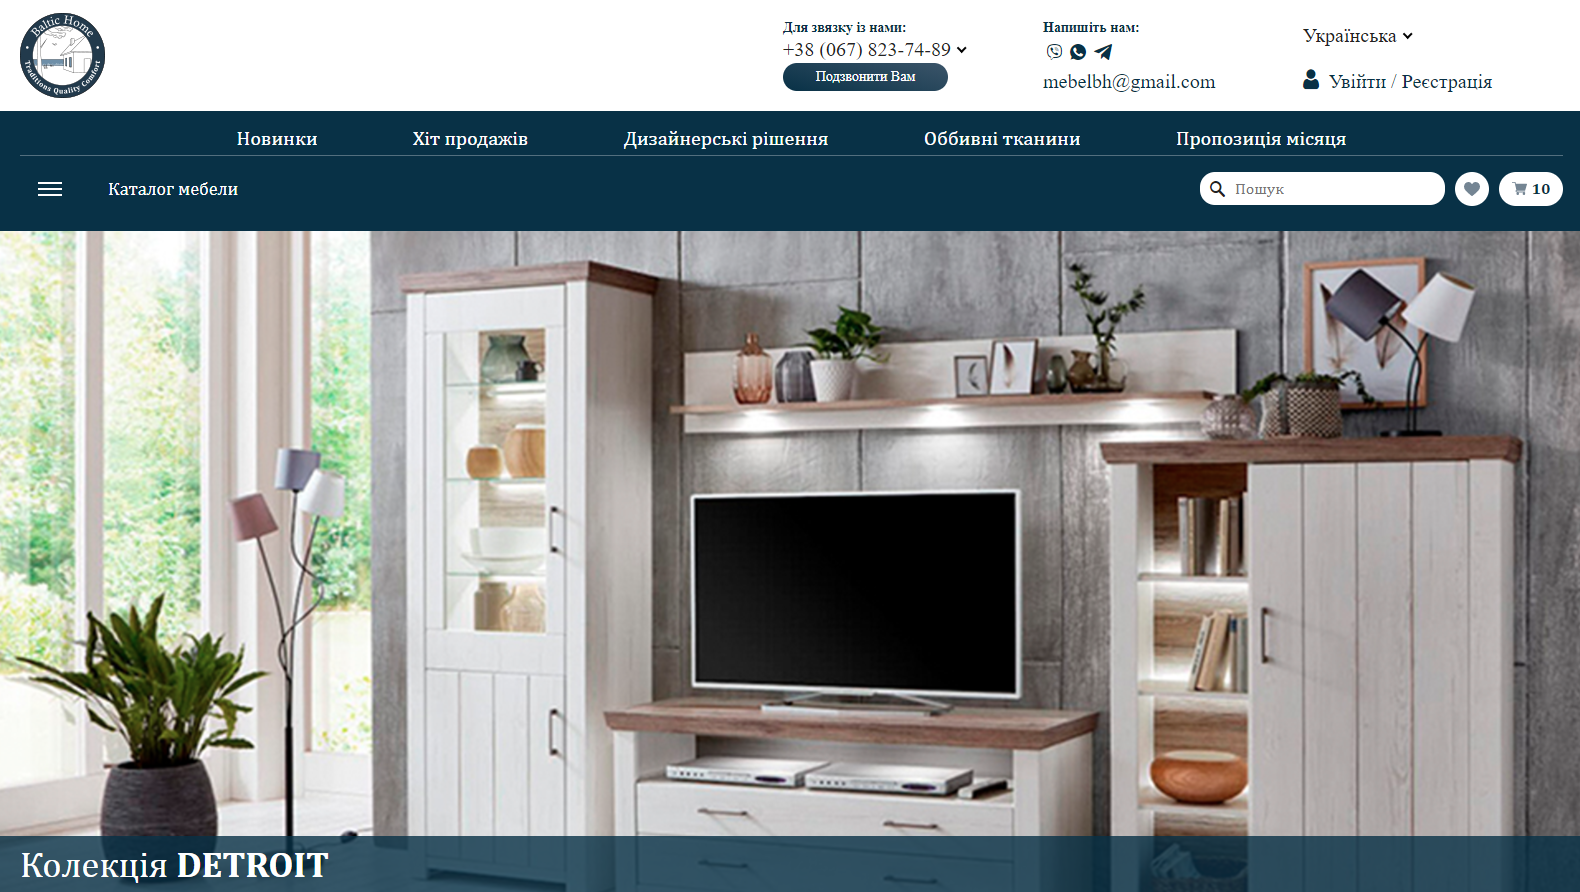 Baltic Home
Traditions Quality Comfort
Для звязку із нами:
+38 (067) 823-74-89
Подзвонити Вам
Напишіть нам:
mebelbh@gmail.com
Українська
Увійти / Реєстрація
Новинки
Хіт продажів
Дизайнерські рішення
Оббивні тканини
Пропозиція місяця
Каталог мебели
Пошук
10
Колекція DETROIT